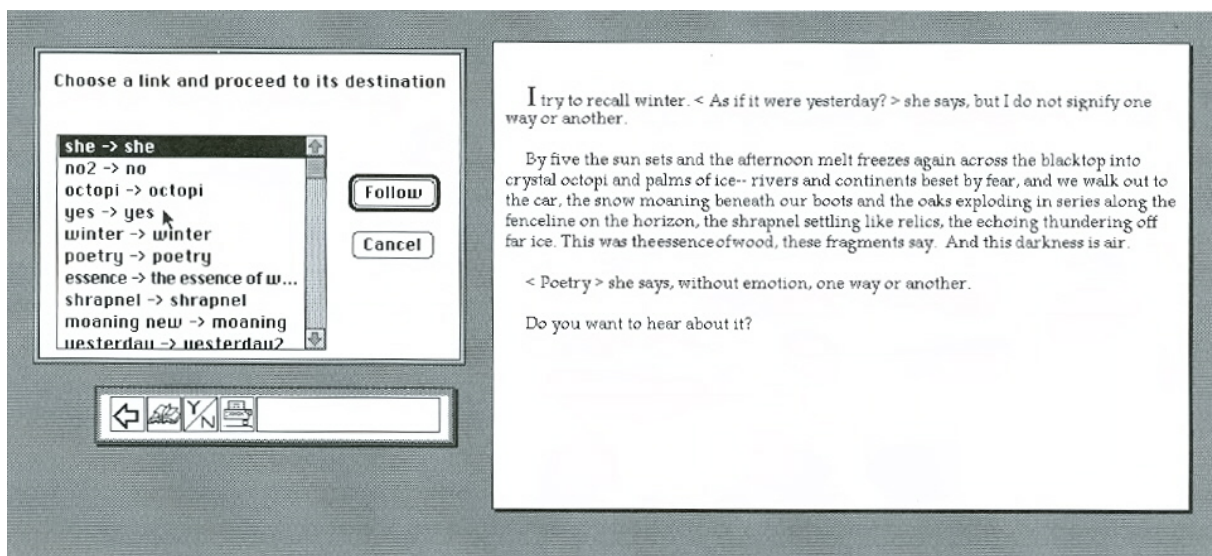 Choose a link and proceed to its destination
she -> she
no2 -> no
octopi -> octopi
yes -> yes
winter -> winter
poetry -> poetry
essence -> the essence of w...
shrapnel -> shrapnel
moaning new -> moaning
yesterday -> yesterday2
Follow
Cancel
Y/N
I try to recall winter. < As if it were yesterday? > she says, but I do not signify one
way or another.
By five the sun sets and the afternoon melt freezes again across the blacktop into
crystal octopi and palms of ice-- rivers and continents beset by fear, and we walk out to
the car, the snow moaning beneath our boots and the oaks exploding in series along the
fenceline on the horizon, the shrapnel settling like relics, the echoing thundering off
far ice. This was theessenceofwood, these fragments say. And this darkness is air.
< Poetry > she says, without emotion, one way or another.
Do you want to hear about it?